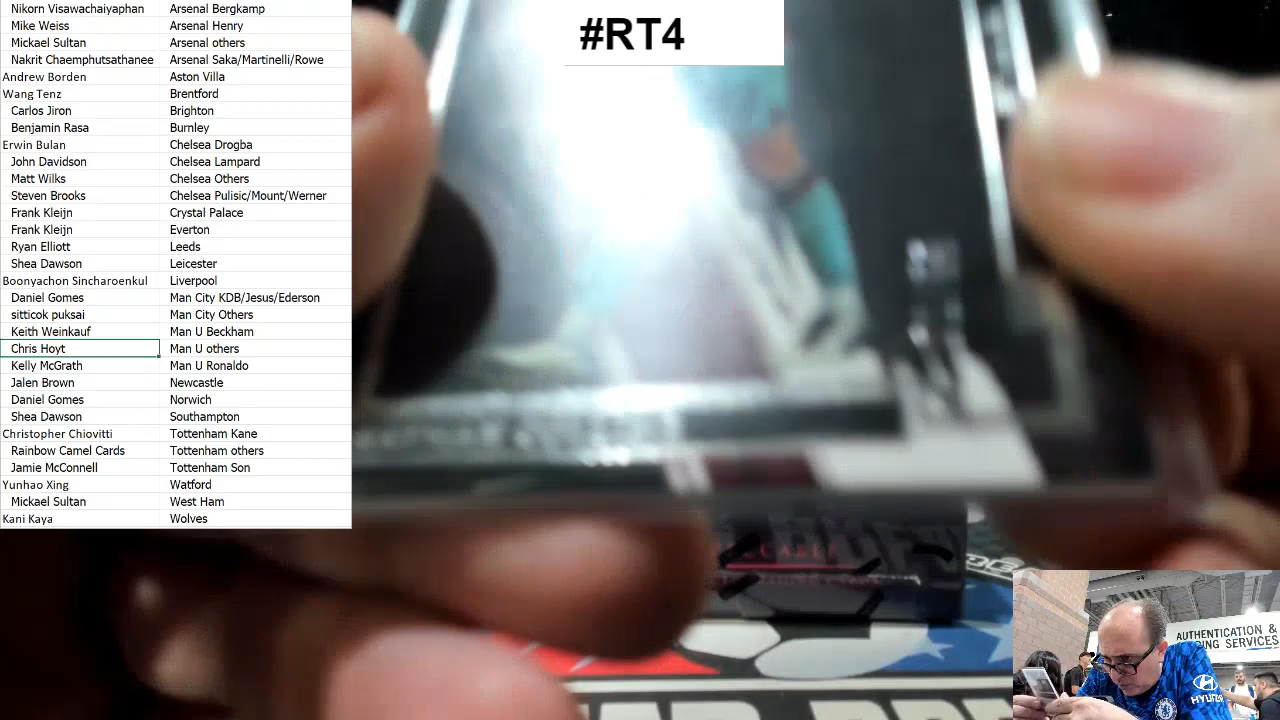 #RT4
Nikorn Visawachaiyaphan Arsenal Bergkamp
Mike Weiss Arsenal Henry
Mickael Sultan Arsenal others
Nakrit Chaemphutsathanee Arsenal Saka/Martinelli/Rowe
Andrew Borden Aston Villa
Wang Tenz Brentford
Carlos Jiron Brighton
Benjamin Rasa Burnley
Erwin Bulan Chelsea Drogba
John Davidson Chelsea Lampard
Matt Wilks Chelsea Others
Steven Brooks Chelsea Pulisic/Mount/Werner
Frank Kleijn Crystal Palace
Frank Kleijn Everton
Ryan Elliott Leeds
Shea Dawson Leicester
Boonyachon Sincharoenkul Liverpool
Daniel Gomes Man City KDB/Jesus/Ederson
sitticok puksai Man City Others
Keith Weinkauf Man U Beckham
Chris Hoyt Man U others
Kelly McGrath Man U Ronaldo
Jalen Brown Newcastle
Daniel Gomes Norwich
Shea Dawson Southampton
Christopher Chiovitti Tottenham Kane
Rainbow Camel Cards Tottenham others
Jamie McConnell Tottenham Son
Yunhao Xing Watford
Mickael Sultan West Ham
Kani Kaya Wolves
AUTHENTICATION &
SERVICES
HYUNDAI